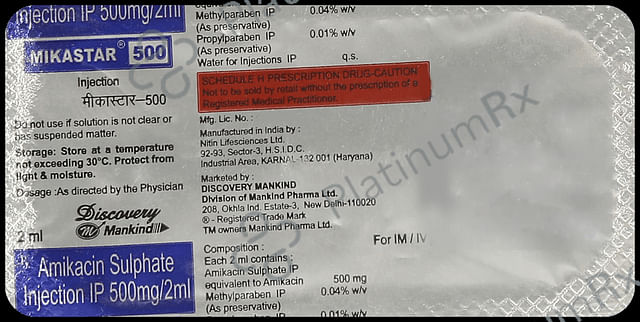 Injection IP 500mg/2ml
MIKASTAR® 500
Injection
मीकास्टार–500
Do not use if solution is not clear or
has suspended matter.
Storage: Store at a temperature
not exceeding 30°C. Protect from
light & moisture.
Dosage :As directed by the Physician
Discovery
Mankind
2 ml
Amikacin Sulphate
Injection IP 500mg/2ml
Methylparaben IP 0.04% w/v
(As preservative)
Propylparaben IP 0.01% w/v
(As preservative)
Water for Injections IP q.s.
SCHEDULE H PRESCRIPTION DRUG-CAUTION
Not to be sold by retail without the prescription of a
Registered Medical Practitioner.
Mfg. Lic. No. :
Manufactured in India by :
Nitin Lifesciences Ltd.
92-93, Sector-3, H.S.I.D.C.
Industrial Area, KARNAL-132 001 (Haryana)
Marketed by :
DISCOVERY MANKIND
Division of Mankind Pharma Ltd.
208, Okhla Ind. Estate-3, New Delhi-110020
® - Registered Trade Mark
TM owners Mankind Pharma Ltd.
For IM / IV
Composition :
Each 2 ml contains :
Amikacin Sulphate IP
equivalent to Amikacin 500 mg
Methylparaben IP 0.04% w/v
(As preservative)
0.01% w/v
PlatinumRx
PlatinumRx